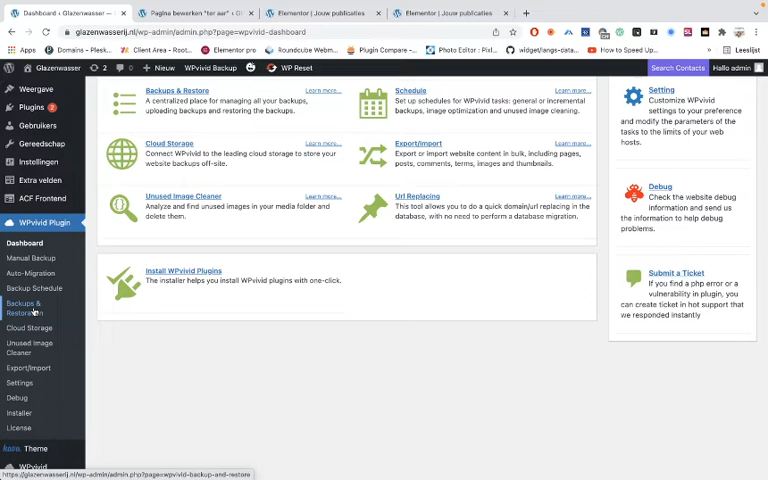 Dashboard ‹ Glazenwasserij
Pagina bewerken "ter aar" ‹ Gl
Elementor | Jouw publicaties
Elementor | Jouw publicaties
glazenwasserij.nl/wp-admin/admin.php?page=wpvivid-dashboard
Apps
Domains - Plesk...
Client Area - Root...
Elementor pro
Roundcube Webm...
Plugin Compare -...
Photo Editor : Pixl...
widget/langs-data...
How to Speed Up...
»
Leeslijst
Glazenwasserij
2
0
Nieuw
WPvivid Backup
WP Reset
Search Contacts
Hallo admin
Weergave
Plugins 2
Gebruikers
Gereedschap
Instellingen
Extra velden
ACF Frontend
WPvivid Plugin
Dashboard
Manual Backup
Auto-Migration
Backup Schedule
Backups &
Restoration
Cloud Storage
Unused Image
Cleaner
Export/Import
Settings
Debug
Installer
License
Theme
WPvivid
Backups & Restore
Learn more...
A centralized place for managing all your backups,
uploading backups and restoring the backups.
Schedule
Learn more...
Set up schedules for WPvivid tasks: general or incremental
backups, image optimization and unused image cleaner.
Cloud Storage
Learn more...
Connect WPvivid to the leading cloud storage to store your
website backups off-site.
Export/Import
Learn more...
Export or import website content in bulk, including pages,
posts, comments, terms, images and thumbnails.
Unused Image Cleaner
Learn more...
Analyze and find unused images in your media folder and
delete them.
Url Replacing
Learn more...
This tool allows you to do a quick domain/url replacing in the
database, with no need to perform a database migration.
Install WPvivid Plugins
The installer helps you install WPvivid plugins with one-click.
Setting
Customize WPvivid
settings to your preference
and modify the parameters of the
tasks to the limits of your web
hosts.
Debug
Check the website debug
information and send us
the information to help debug
problems.
Submit a Ticket
If you find a php error or a
vulnerability in plugin, you
can create ticket in hot support that
we responded instantly
https://glazenwasserij.nl/wp-admin/admin.php?page=wpvivid-backup-and-restore